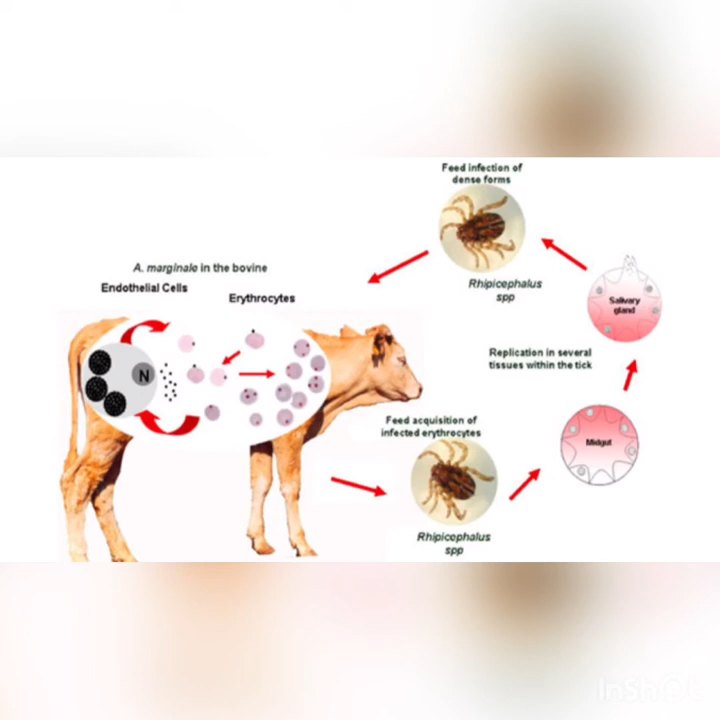 Feed infection of
dense forms
Rhipicephalus
spp
A. marginale in the bovine
Endothelial Cells
Erythrocytes
N
Salivary
gland
Replication in several
tissues within the tick
Feed acquisition of
infected erythrocytes
Midgut
Rhipicephalus
spp
InShOt